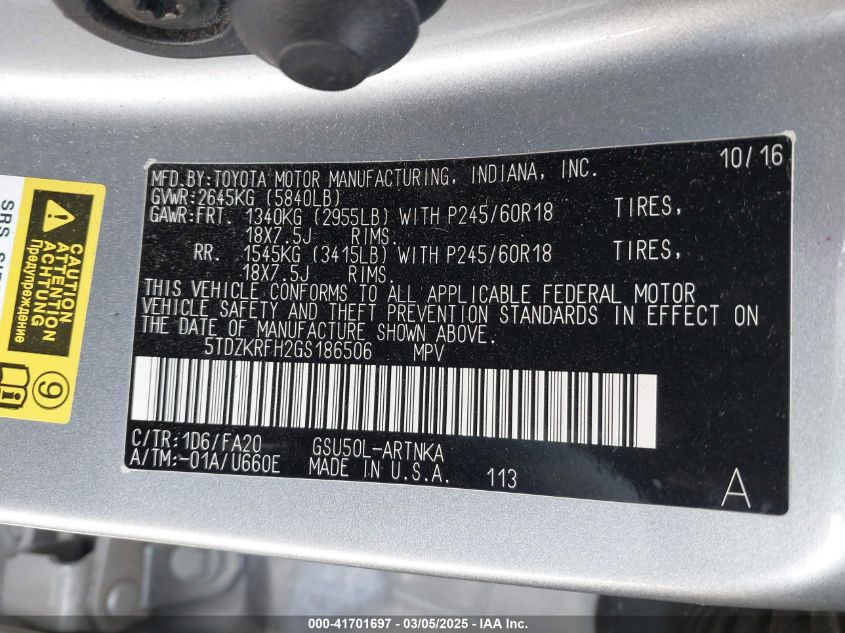 10/16
MFD.BY:TOYOTA MOTOR MANUFACTURING, INDIANA, INC.
GVWR:2645KG (5840LB)
GAWR:FRT. 1340KG (2955LB) WITH P245/60R18 TIRES,
18X7.5J RIMS.
RR. 1545KG (3415LB) WITH P245/60R18 TIRES,
18X7.5J RIMS.
THIS VEHICLE CONFORMS TO ALL APPLICABLE FEDERAL MOTOR
VEHICLE SAFETY AND THEFT PREVENTION STANDARDS IN EFFECT ON
THE DATE OF MANUFACTURE SHOWN ABOVE.
5TDZKRFH2GS186506 MPV
C/TR:1D6/FA20 GSU50L-ARTNKA
A/TM:-01A/U660E MADE IN U.S.A. 113
A
SRS
CAUTION
ATTENTION
ACHTUNG
Предупреждение
9
000-41701697 - 03/05/2025 - IAA Inc.